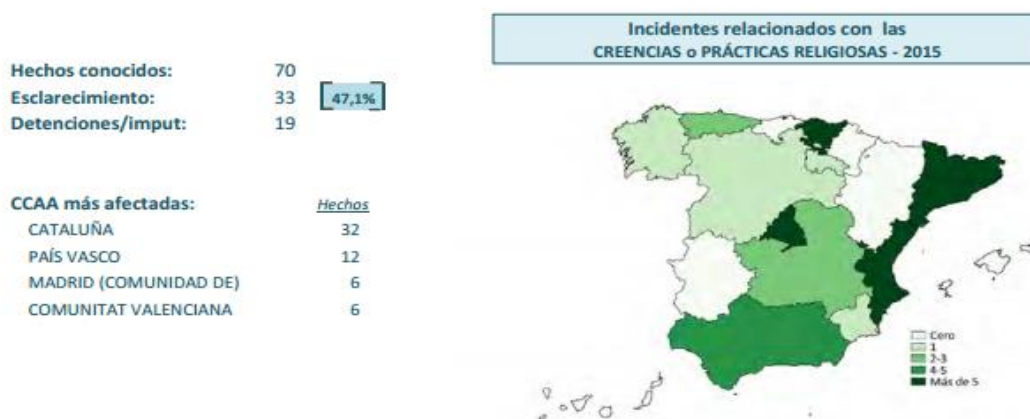 Incidentes relacionados con las
CREENCIAS o PRÁCTICAS RELIGIOSAS - 2015
Hechos conocidos: 70
Esclarecimiento: 33 47,1%
Detenciones/imput: 19
CCAA más afectadas: Hechos
CATALUÑA 32
PAÍS VASCO 12
MADRID (COMUNIDAD DE) 6
COMUNITAT VALENCIANA 6
Cero
1
2-3
4-5
Más de 5